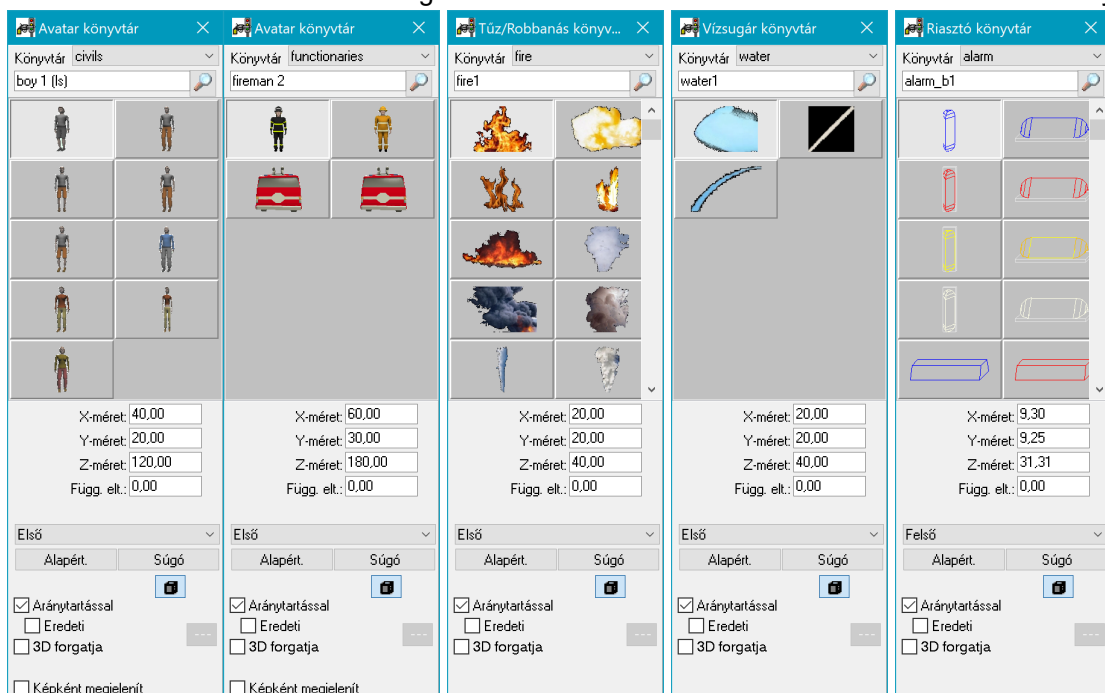 Avatar könyvtár
Könyvtár civils
boy 1 (ls)
X-méret: 40,00
Y-méret: 20,00
Z-méret: 120,00
Függ. elt.: 0,00
Első
Alapért. Súgó
Aránytartással
Eredeti
3D forgatja
---
Képként megjelenít
Avatar könyvtár
Könyvtár functionaries
fireman 2
X-méret: 60,00
Y-méret: 30,00
Z-méret: 180,00
Függ. elt.: 0,00
Első
Alapért. Súgó
Aránytartással
Eredeti
3D forgatja
---
Képként megjelenít
Tűz/Robbanás könyv...
Könyvtár fire
fire1
X-méret: 20,00
Y-méret: 20,00
Z-méret: 40,00
Függ. elt.: 0,00
Első
Alapért. Súgó
Aránytartással
Eredeti
3D forgatja
---
Vízsugár könyvtár
Könyvtár water
water1
X-méret: 20,00
Y-méret: 20,00
Z-méret: 40,00
Függ. elt.: 0,00
Első
Alapért. Súgó
Aránytartással
Eredeti
3D forgatja
---
Riasztó könyvtár
Könyvtár alarm
alarm_b1
X-méret: 9,30
Y-méret: 9,25
Z-méret: 31,31
Függ. elt.: 0,00
Felső
Alapért. Súgó
Aránytartással
Eredeti
3D forgatja
---